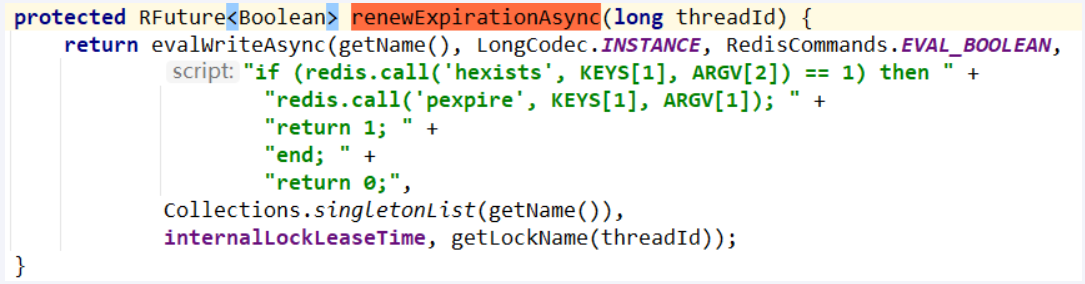 protected RFuture<Boolean> renewExpirationAsync(long threadId) {
return evalWriteAsync(getName(), LongCodec.INSTANCE, RedisCommands.EVAL_BOOLEAN,
script: "if (redis.call('hexists', KEYS[1], ARGV[2]) == 1) then " +
"redis.call('pexpire', KEYS[1], ARGV[1]); " +
"return 1; " +
"end; " +
"return 0;",
Collections.singletonList(getName()),
internalLockLeaseTime, getLockName(threadId));
}